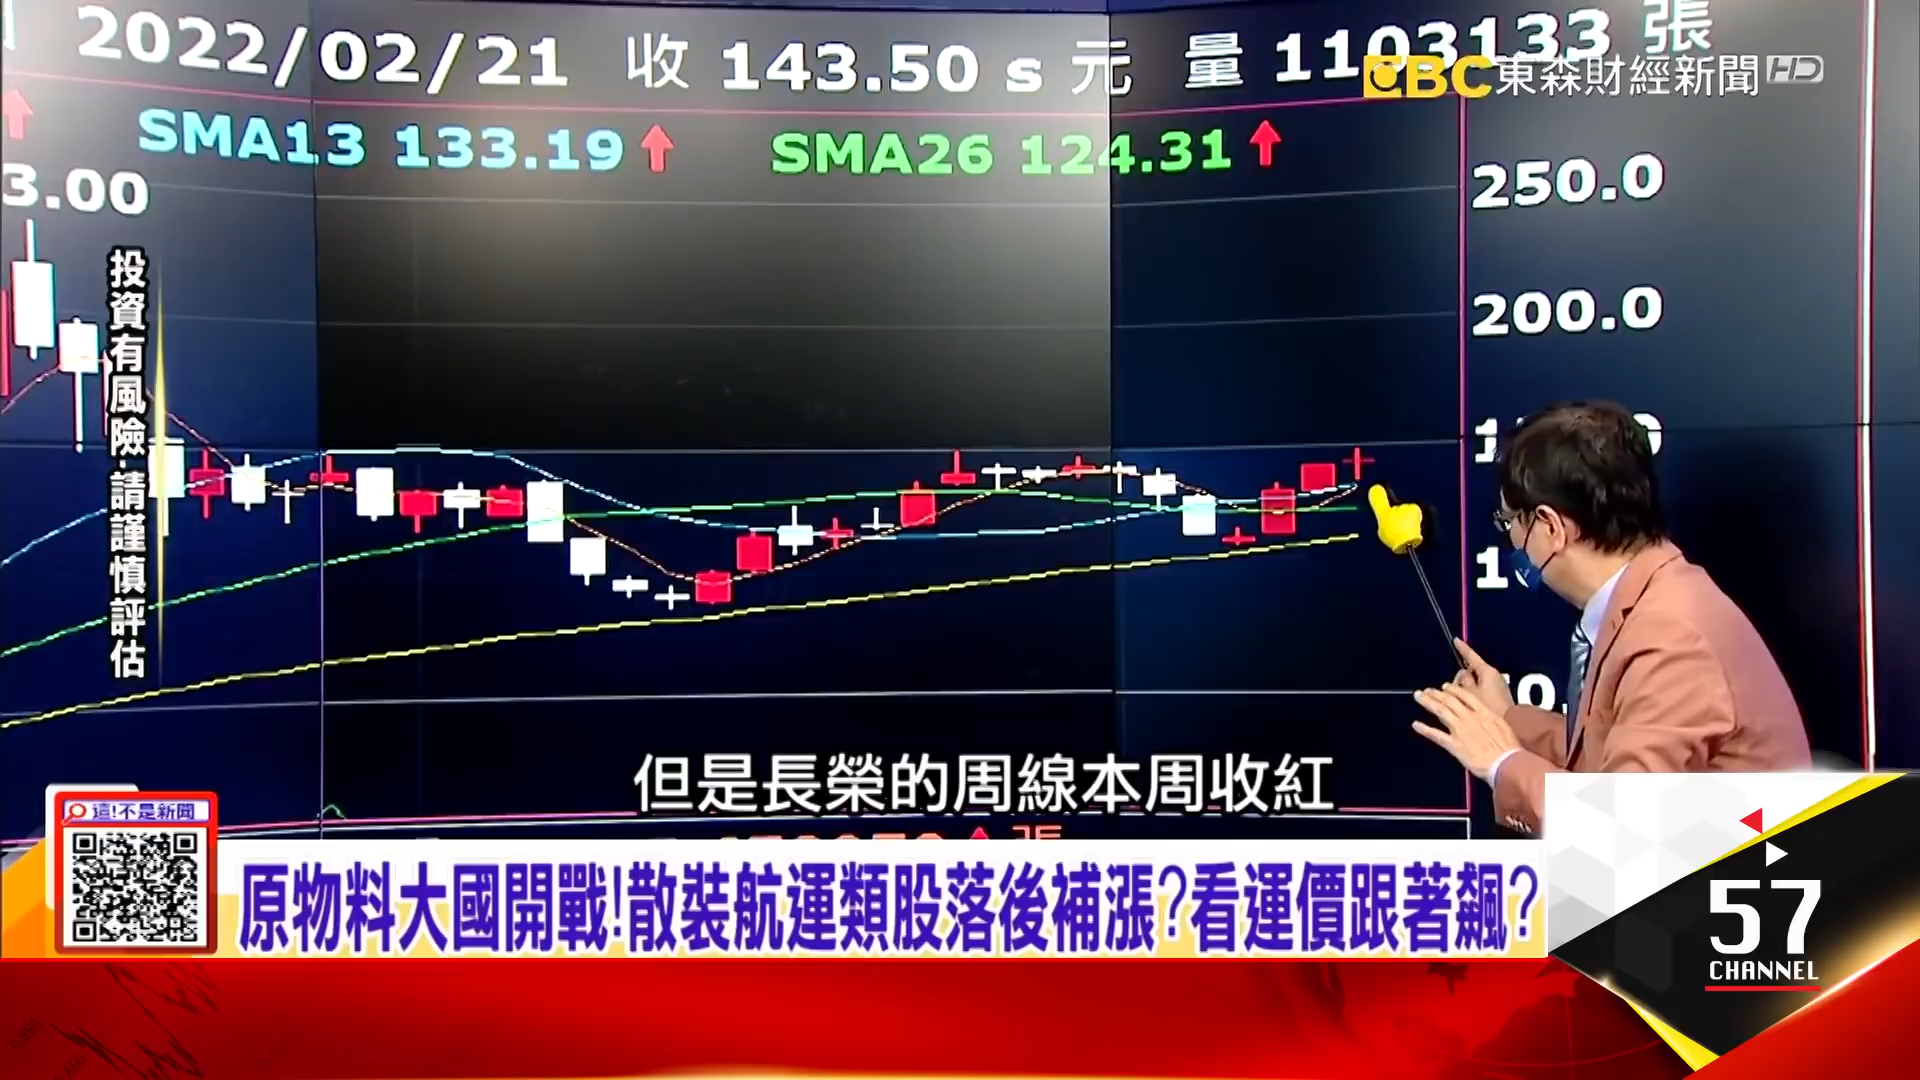 2022/02/21 收 143.50 s 元 量 1103133 張
EBC 東森財經新聞 HD
SMA13 133.19 SMA26 124.31
3.00
250.0
200.0
投資有風險·請謹慎評估
但是長榮的周線本周收紅
這!不是新聞
原物料大國開戰!散裝航運類股落後補漲?看運價跟著飆?
57
CHANNEL